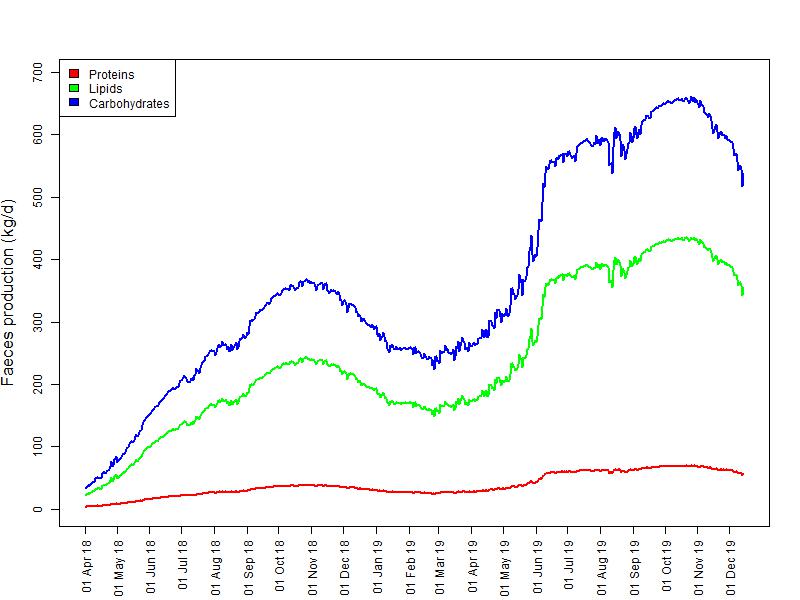 700
600
500
400
300
200
100
0
Faeces production (kg/d)
Proteins
Lipids
Carbohydrates
01 Apr 18
01 May 18
01 Jun 18
01 Jul 18
01 Aug 18
01 Sep 18
01 Oct 18
01 Nov 18
01 Dec 18
01 Jan 19
01 Feb 19
01 Mar 19
01 Apr 19
01 May 19
01 Jun 19
01 Jul 19
01 Aug 19
01 Sep 19
01 Oct 19
01 Nov 19
01 Dec 19